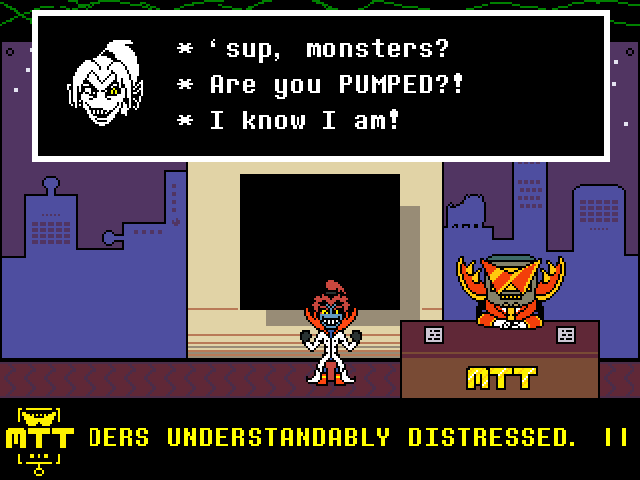 * ‘sup, monsters?
* Are you PUMPED?!
* I know I am!
MTT
MTT
DERS UNDERSTANDABLY DISTRESSED. ||